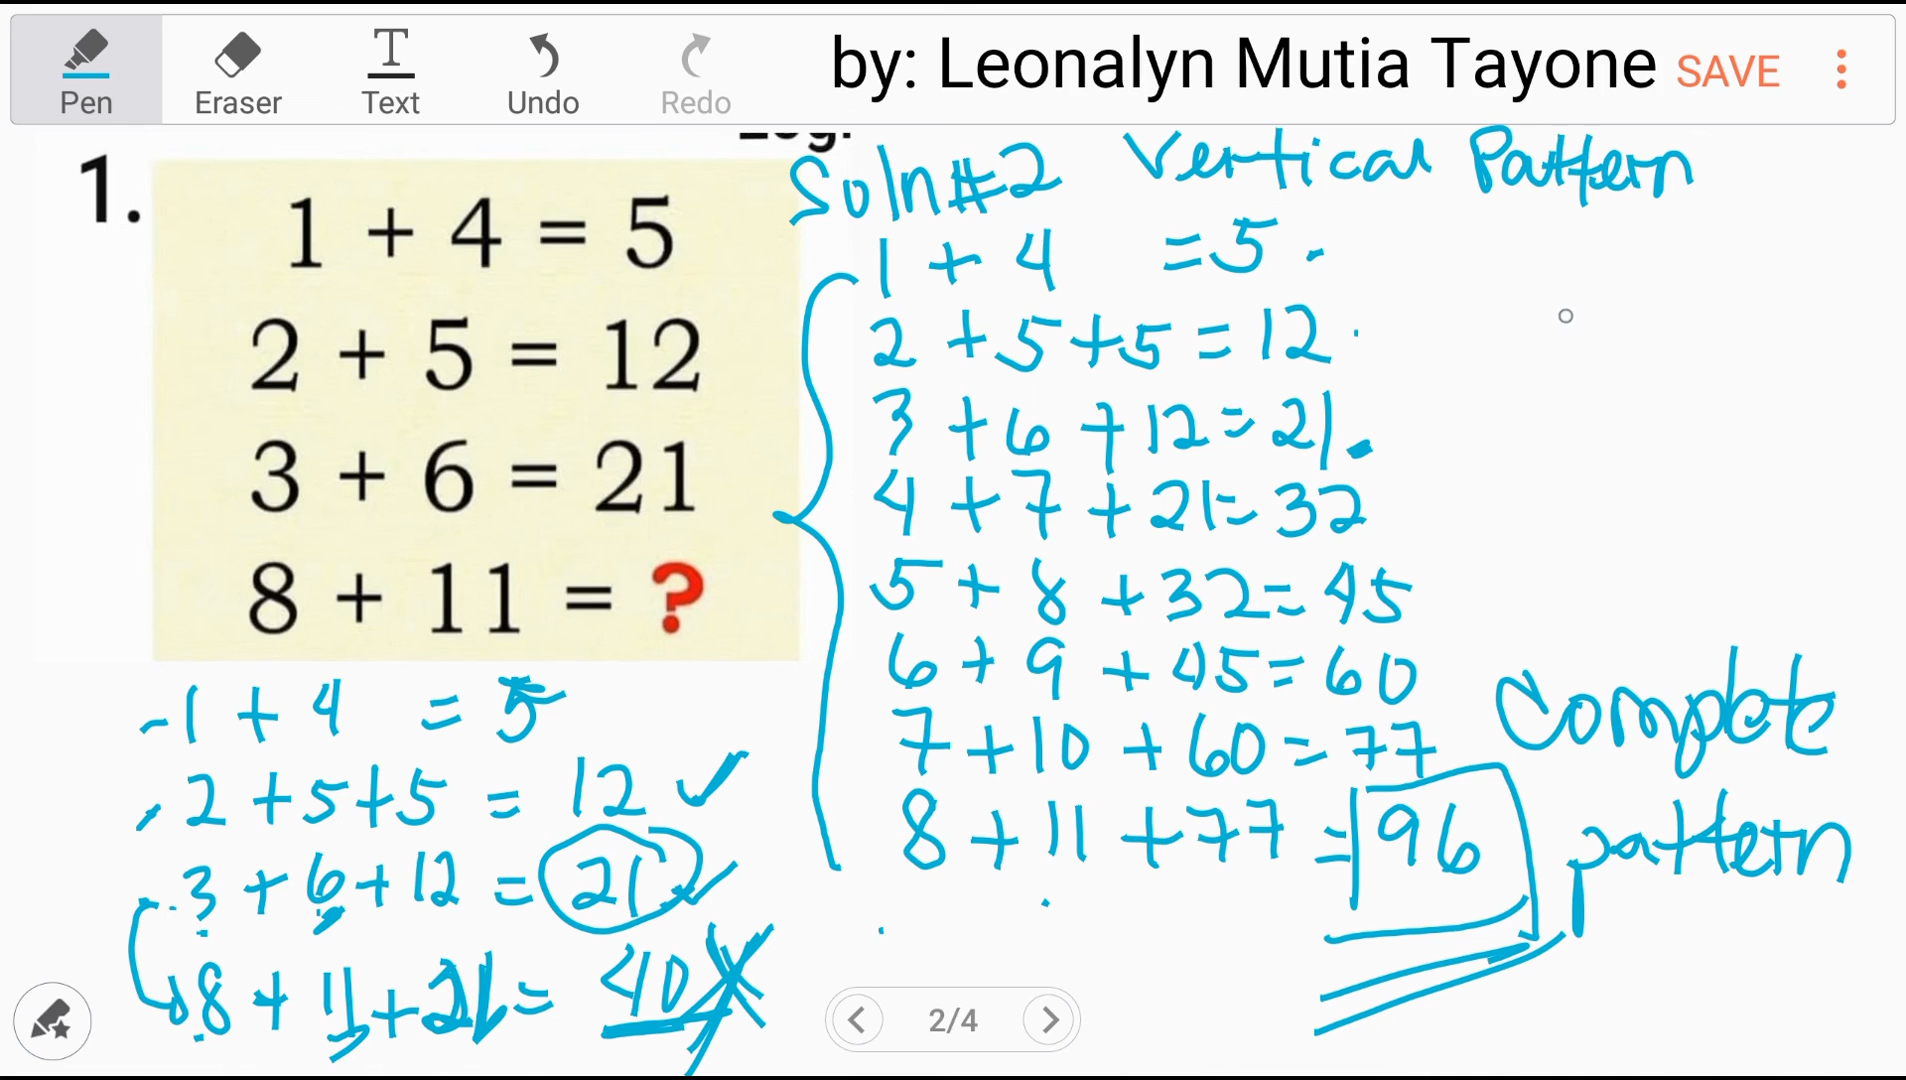 Pen
Eraser
Text
Undo
Redo
by: Leonalyn Mutia Tayone
SAVE
1.
1 + 4 = 5
2 + 5 = 12
3 + 6 = 21
8 + 11 = ?
Soln#2 Vertical Pattern
1 + 4 = 5
2 + 5 + 5 = 12
3 + 6 + 12 = 21
4 + 7 + 21 = 32
5 + 8 + 32 = 45
6 + 9 + 45 = 60
7 + 10 + 60 = 77
8 + 11 + 77 = 96
Complete
pattern
1 + 4 = 5
2 + 5 + 5 = 12 ✓
3 + 6 + 12 = 21 ✓
8 + 11 + 21 = 40
2/4